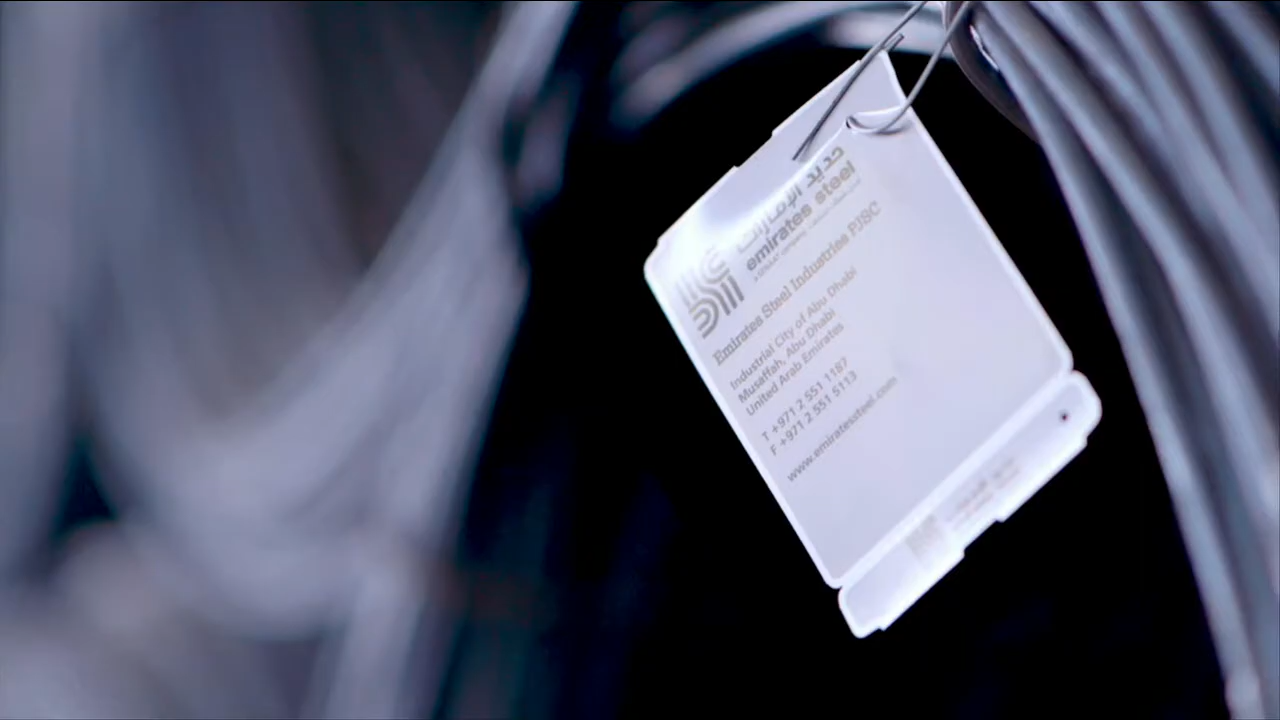 حديد الإمارات
emirates steel
Emirates Steel Industries PJSC
Industrial City of Abu Dhabi
Musaffah, Abu Dhabi
United Arab Emirates
T +971 2 551 1187
F +971 2 551 5113
www.emiratessteel.com